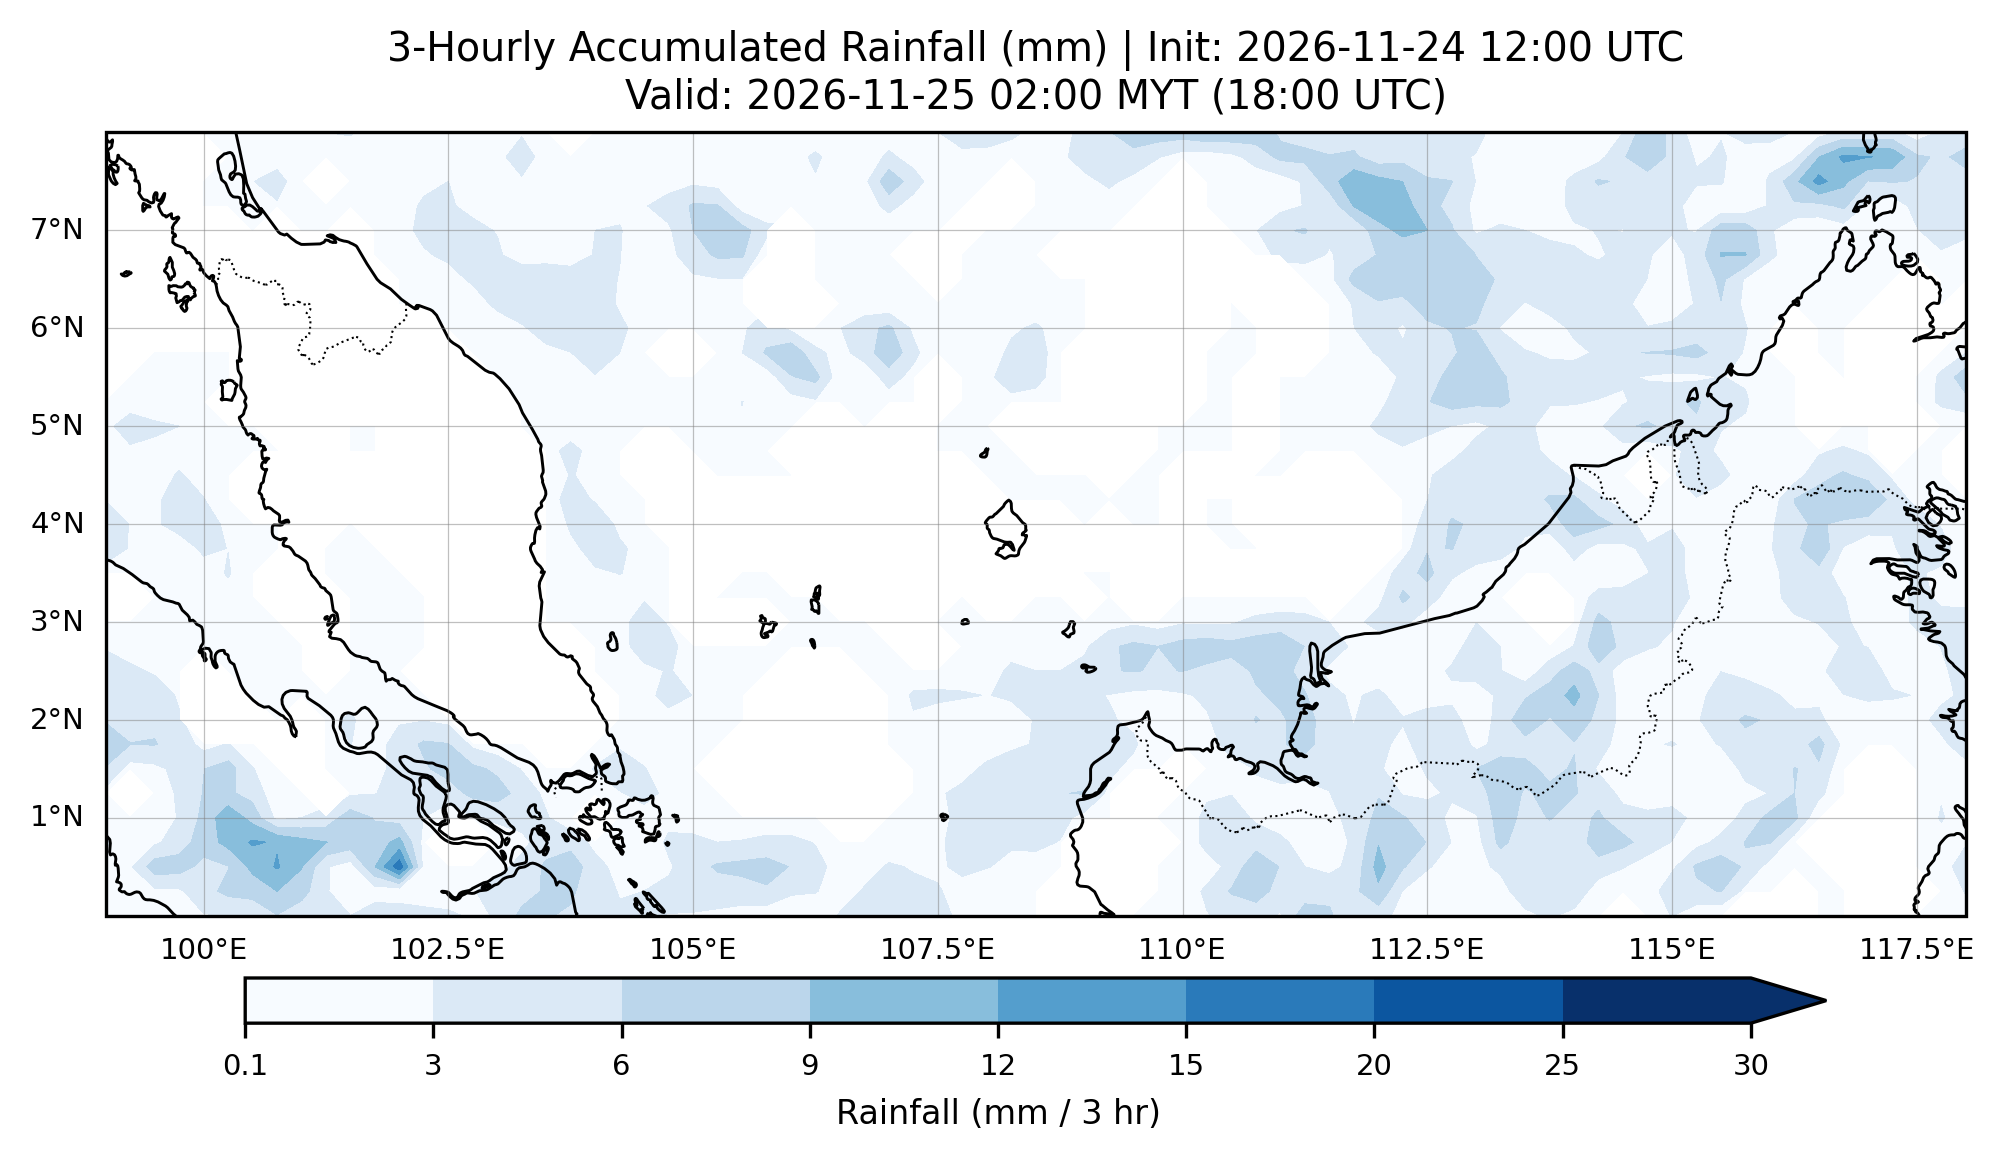 3-Hourly Accumulated Rainfall (mm) | Init: 2026-11-24 12:00 UTC
Valid: 2026-11-25 02:00 MYT (18:00 UTC)
7°N
6°N
5°N
4°N
3°N
2°N
1°N
100°E 102.5°E 105°E 107.5°E 110°E 112.5°E 115°E 117.5°E
0.1 3 6 9 12 15 20 25 30
Rainfall (mm / 3 hr)